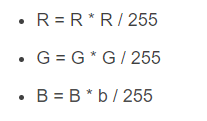 • R = R * R / 255
• G = G * G / 255
• B = B * b / 255